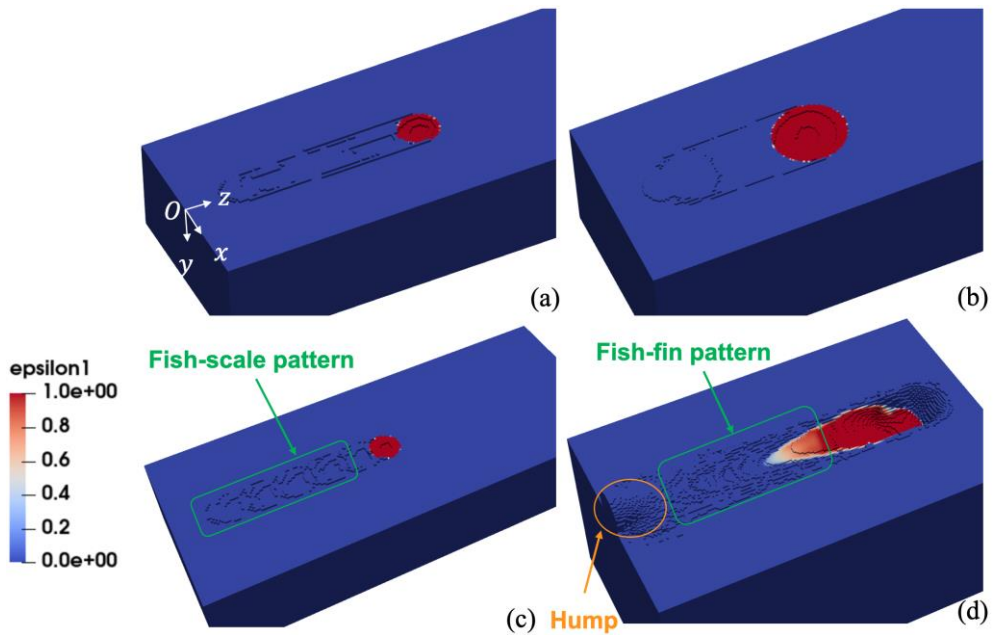 O
z
x
y
(a)
(b)
epsilon1
1.0e+00
0.8
0.6
0.4
0.2
0.0e+00
Fish-scale pattern
(c)
Fish-fin pattern
Hump
(d)